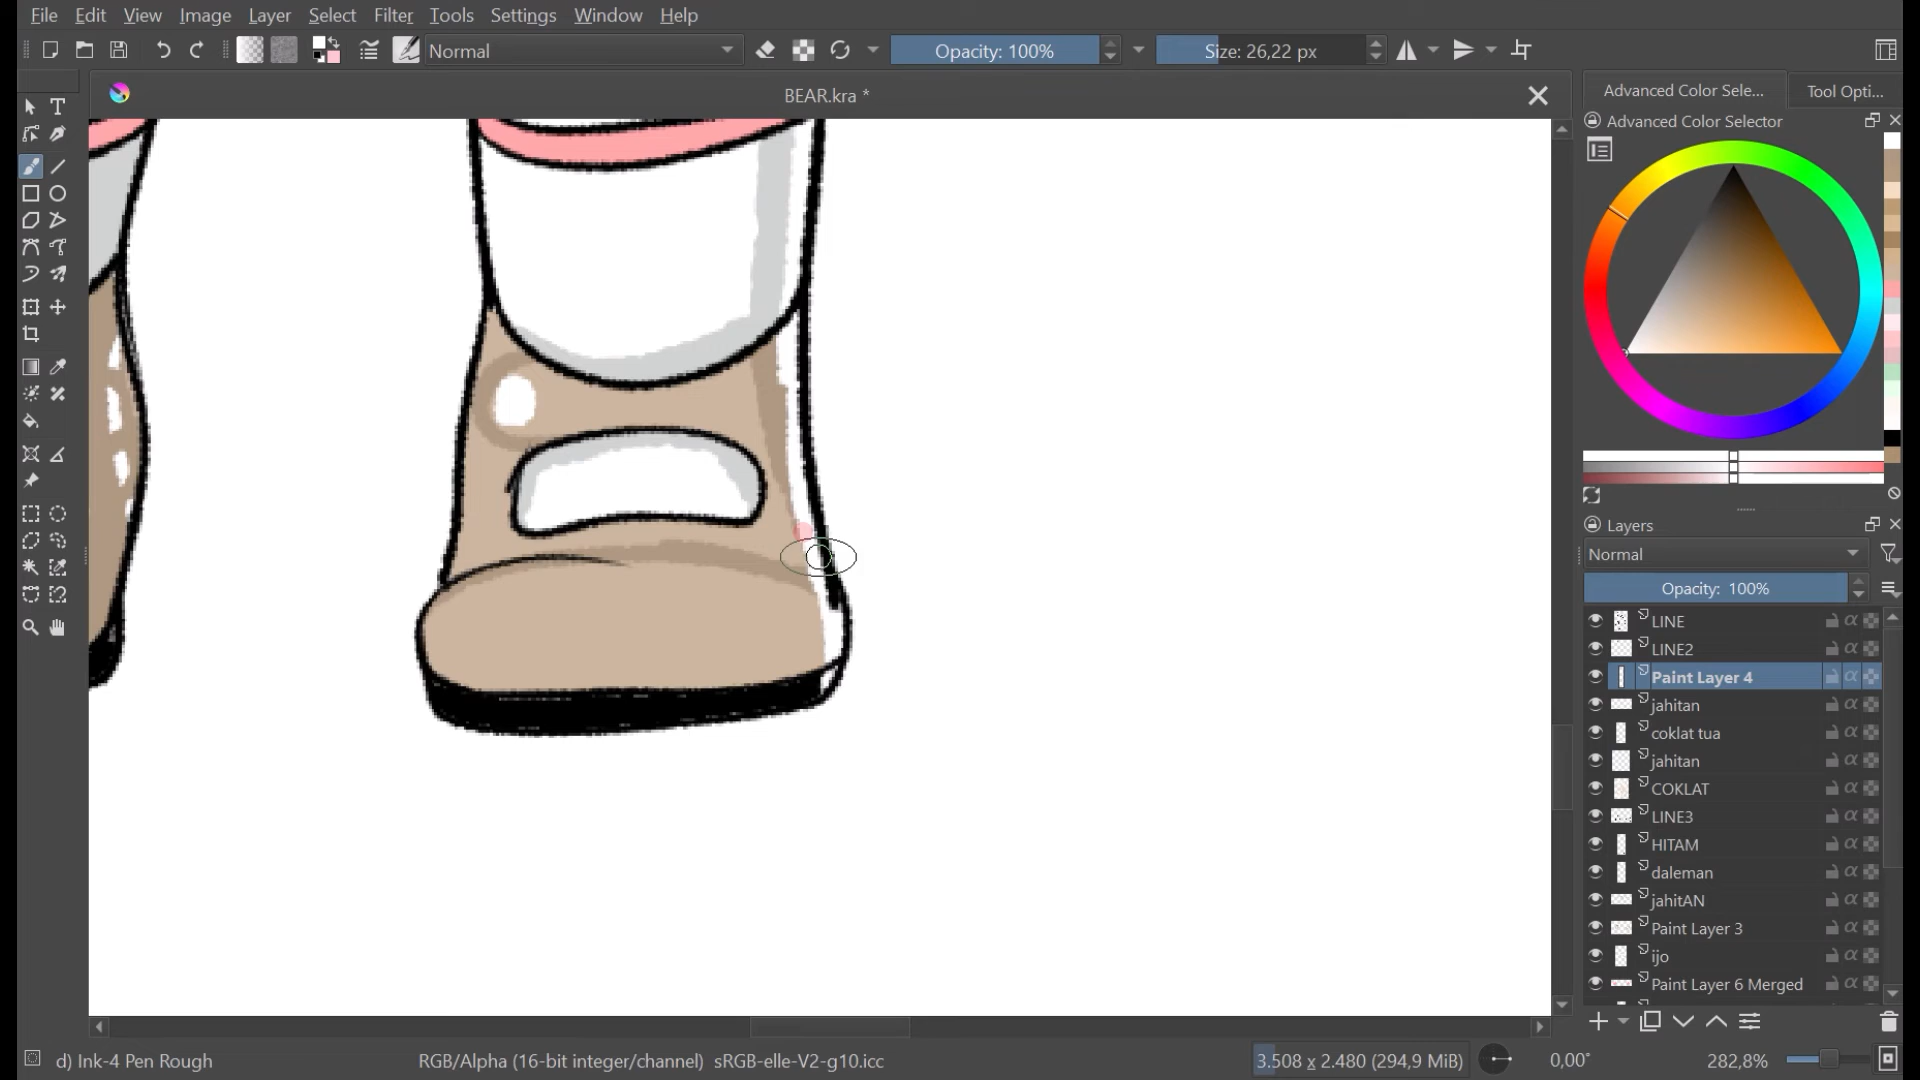 File Edit View Image Layer Select Filter Tools Settings Window Help
Normal
Opacity: 100%
Size: 26,22 px
BEAR.kra *
Advanced Color Sele...
Tool Opti...
Advanced Color Selector
Layers
Normal
Opacity: 100%
LINE
LINE2
Paint Layer 4
jahitan
coklat tua
jahitan
COKLAT
LINE3
HITAM
daleman
jahitAN
Paint Layer 3
ijo
Paint Layer 6 Merged
d) Ink-4 Pen Rough
RGB/Alpha (16-bit integer/channel) sRGB-elle-V2-g10.icc
3.508 x 2.480 (294,9 MiB)
0,00°
282,8%